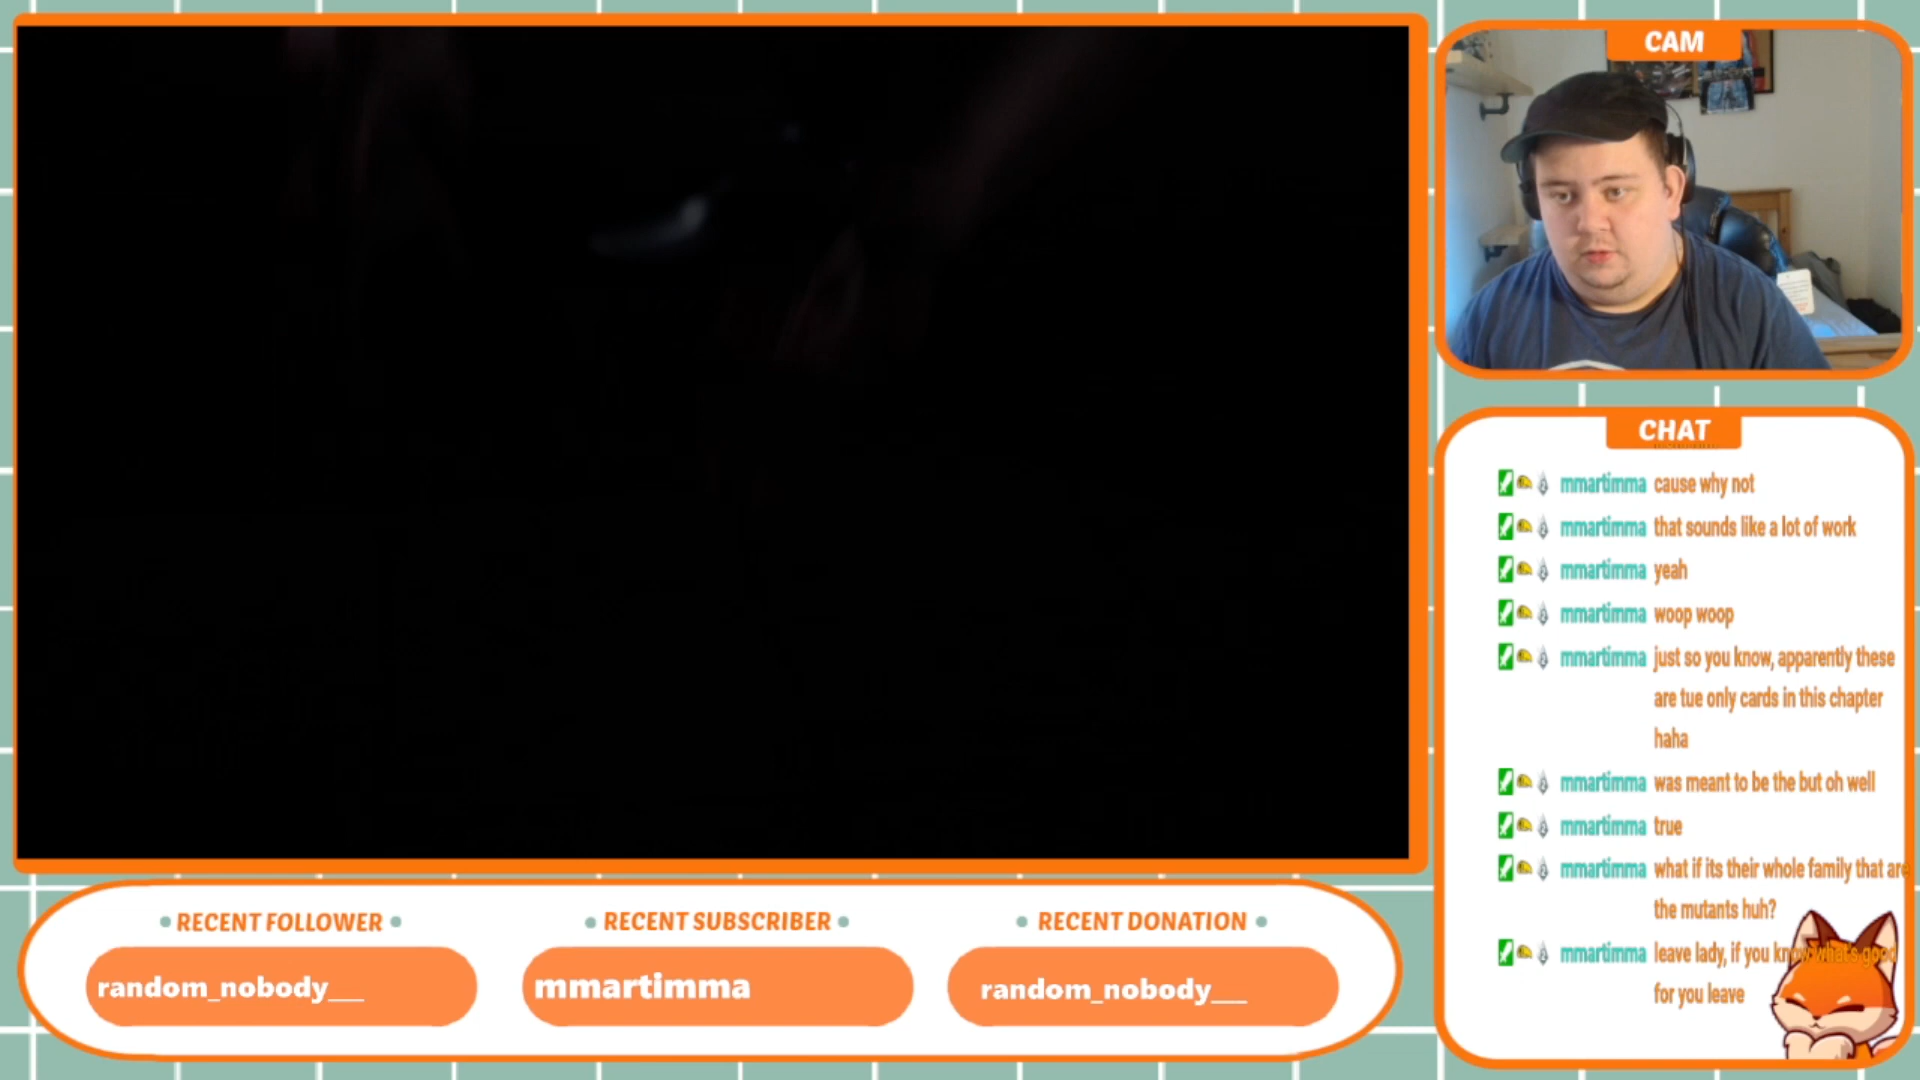 CAM
CHAT
mmartimma cause why not
mmartimma that sounds like a lot of work
mmartimma yeah
mmartimma woop woop
mmartimma just so you know, apparently these
are tue only cards in this chapter
haha
mmartimma was meant to be the but oh well
mmartimma true
mmartimma what if its their whole family that are
the mutants huh?
mmartimma leave lady, if you know what's good
for you leave
RECENT FOLLOWER
random_nobody__
RECENT SUBSCRIBER
mmartimma
RECENT DONATION
random_nobody__